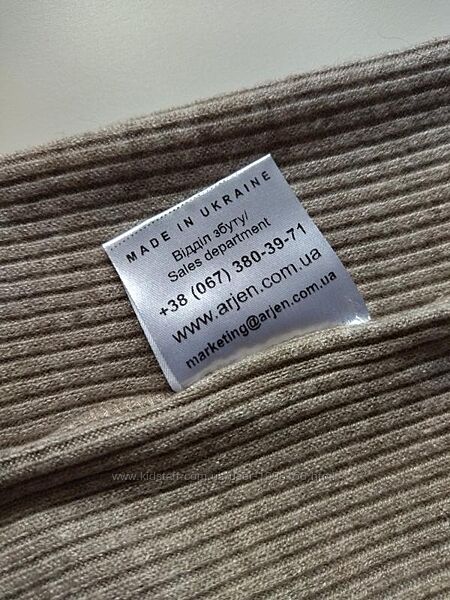 MADE IN UKRAINE
Відділ збуту/
Sales department
+38 (067) 380-39-71
www.arjen.com.ua
marketing@arjen.com.ua